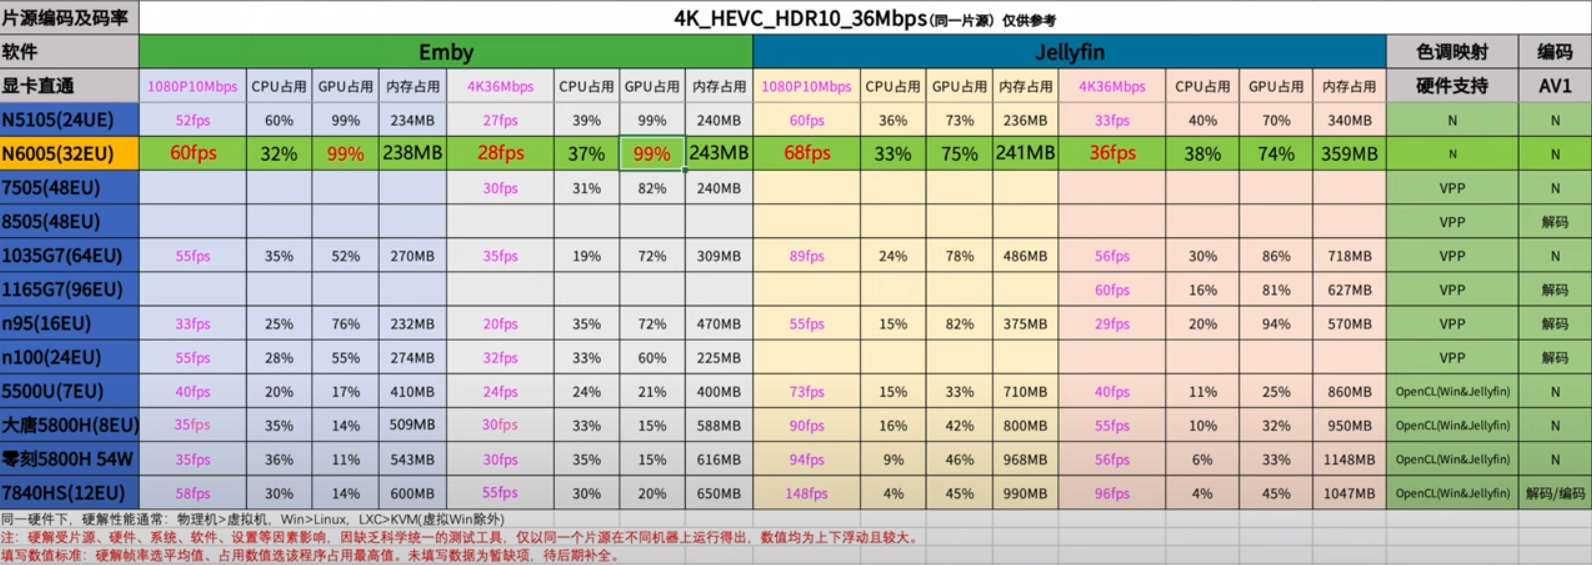 片源编码及码率 4K_HEVC_HDR10_36Mbps(同一片源）仅供参考
软件 Emby Jellyfin 色调映射 编码
显卡直通 1080P10Mbps CPU占用 GPU占用 内存占用 4K36Mbps CPU占用 GPU占用 内存占用 1080P10Mbps CPU占用 GPU占用 内存占用 4K36Mbps CPU占用 GPU占用 内存占用 硬件支持 AV1
N5105(24UE) 52fps 60% 99% 234MB 27fps 39% 99% 240MB 60fps 36% 73% 236MB 33fps 40% 70% 340MB N N
N6005(32EU) 60fps 32% 99% 238MB 28fps 37% 99% 243MB 68fps 33% 75% 241MB 36fps 38% 74% 359MB N N
7505(48EU) 30fps 31% 82% 240MB VPP N
8505(48EU) VPP 解码
1035G7(64EU) 55fps 35% 52% 270MB 35fps 19% 72% 309MB 89fps 24% 78% 486MB 56fps 30% 86% 718MB VPP N
1165G7(96EU) 60fps 16% 81% 627MB VPP 解码
n95(16EU) 33fps 25% 76% 232MB 20fps 35% 72% 470MB 55fps 15% 82% 375MB 29fps 20% 94% 570MB VPP 解码
n100(24EU) 55fps 28% 55% 274MB 32fps 33% 60% 225MB VPP 解码
5500U(7EU) 40fps 20% 17% 410MB 24fps 24% 21% 400MB 73fps 15% 33% 710MB 40fps 11% 25% 860MB OpenCL(Win&Jellyfin) N
大唐5800H(8EU) 35fps 35% 14% 509MB 30fps 33% 15% 588MB 90fps 16% 42% 800MB 55fps 10% 32% 950MB OpenCL(Win&Jellyfin) N
零刻5800H 54W 35fps 36% 11% 543MB 30fps 35% 15% 616MB 94fps 9% 46% 968MB 56fps 6% 33% 1148MB OpenCL(Win&Jellyfin) N
7840HS(12EU) 58fps 30% 14% 600MB 55fps 30% 20% 650MB 148fps 4% 45% 990MB 96fps 4% 45% 1047MB OpenCL(Win&Jellyfin) 解码/编码
同一硬件下，硬解性能通常：物理机>虚拟机，Win>Linux，LXC>KVM(虚拟Win除外)
注：硬解受片源、硬件、系统、软件、设置等因素影响，因缺乏科学统一的测试工具，仅以同一个片源在不同机器上运行得出，数值均为上下浮动且较大。
填写数值标准：硬解帧率选平均值、占用数值选该程序占用最高值。未填写数据为暂缺项，待后期补全。